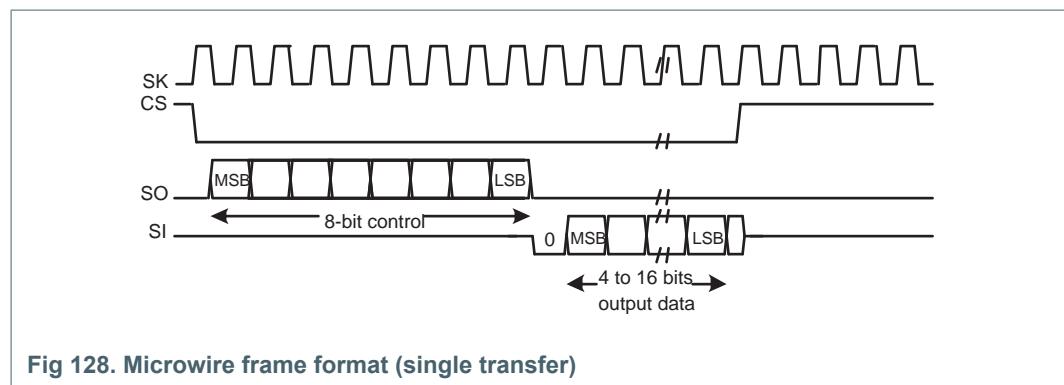 SK
CS
SO
MSB
LSB
8-bit control
SI
0
MSB
LSB
4 to 16 bits
output data
Fig 128. Microwire frame format (single transfer)